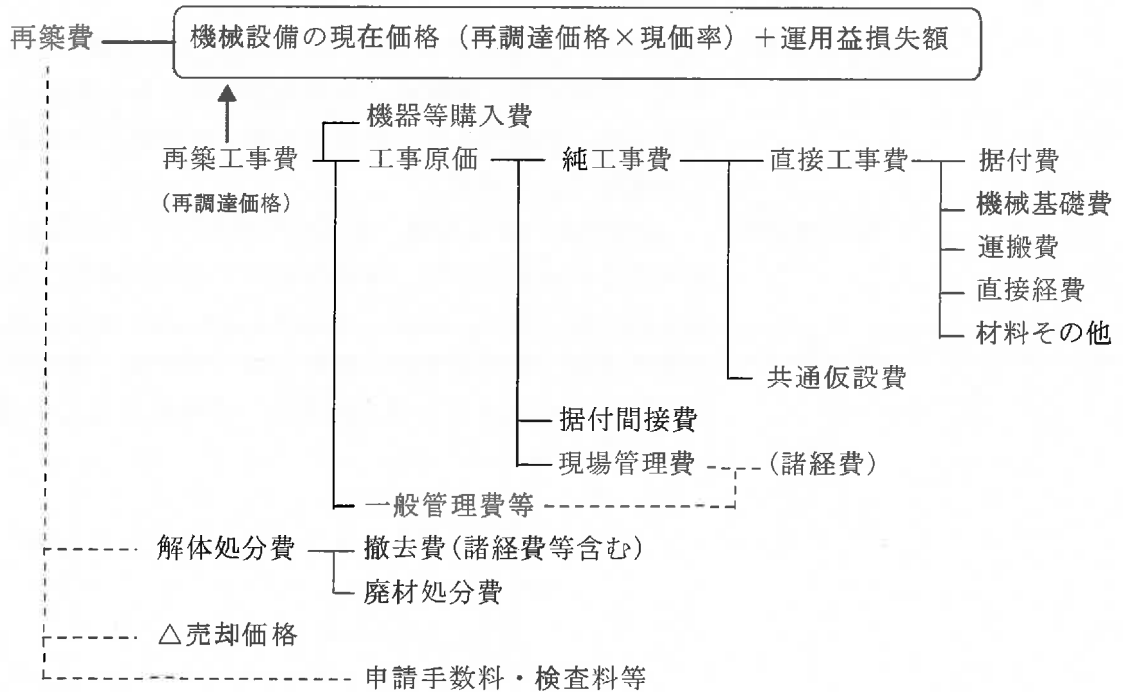 再築費 機械設備の現在価格（再調達価格×現価率）＋運用益損失額
機器等購入費
再築工事費 工事原価 純工事費 直接工事費 据付費
(再調達価格) 機械基礎費
運搬費
直接経費
材料その他
共通仮設費
据付間接費
現場管理費 (諸経費)
一般管理費等
解体処分費 撤去費(諸経費等含む)
廃材処分費
△売却価格
申請手数料・検査料等